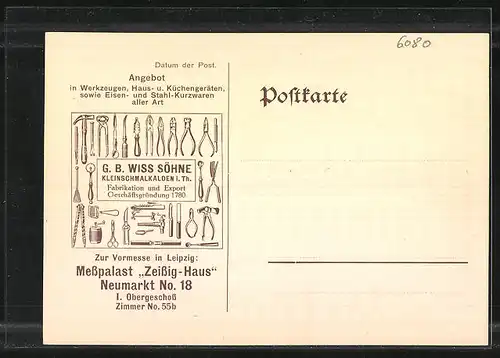 6080
Datum der Post.
Angebot
in Werkzeugen, Haus- u. Küchengeräten,
sowie Eisen- und Stahl-Kurzwaren
aller Art
G. B. WISS SÖHNE
KLEINSCHMALKALDEN i. Th.
Fabrikation und Export
Geschäftsgründung 1780.
Zur Vormesse in Leipzig:
Meßpalast „Zeißig-Haus"
Neumarkt No. 18
I. Obergeschoß
Zimmer No. 55b
Postkarte